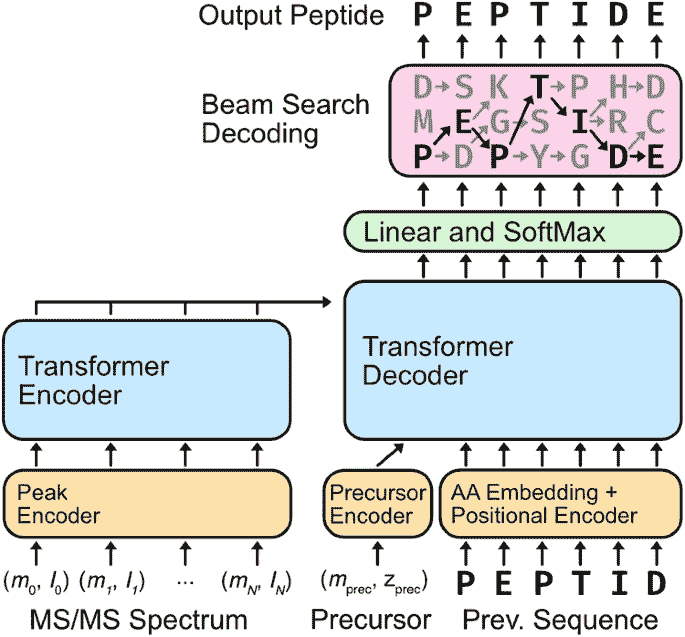 Output Peptide P E P T I D E
Beam Search
Decoding
D S K T P H D
M E G S I R C
P D P Y G D E
Linear and SoftMax
Transformer
Encoder
Transformer
Decoder
Peak
Encoder
Precursor
Encoder
AA Embedding +
Positional Encoder
(m0, I0) (m1, I1) ... (mN, IN)
(mprec, zprec)
P E P T I D
MS/MS Spectrum
Precursor
Prev. Sequence